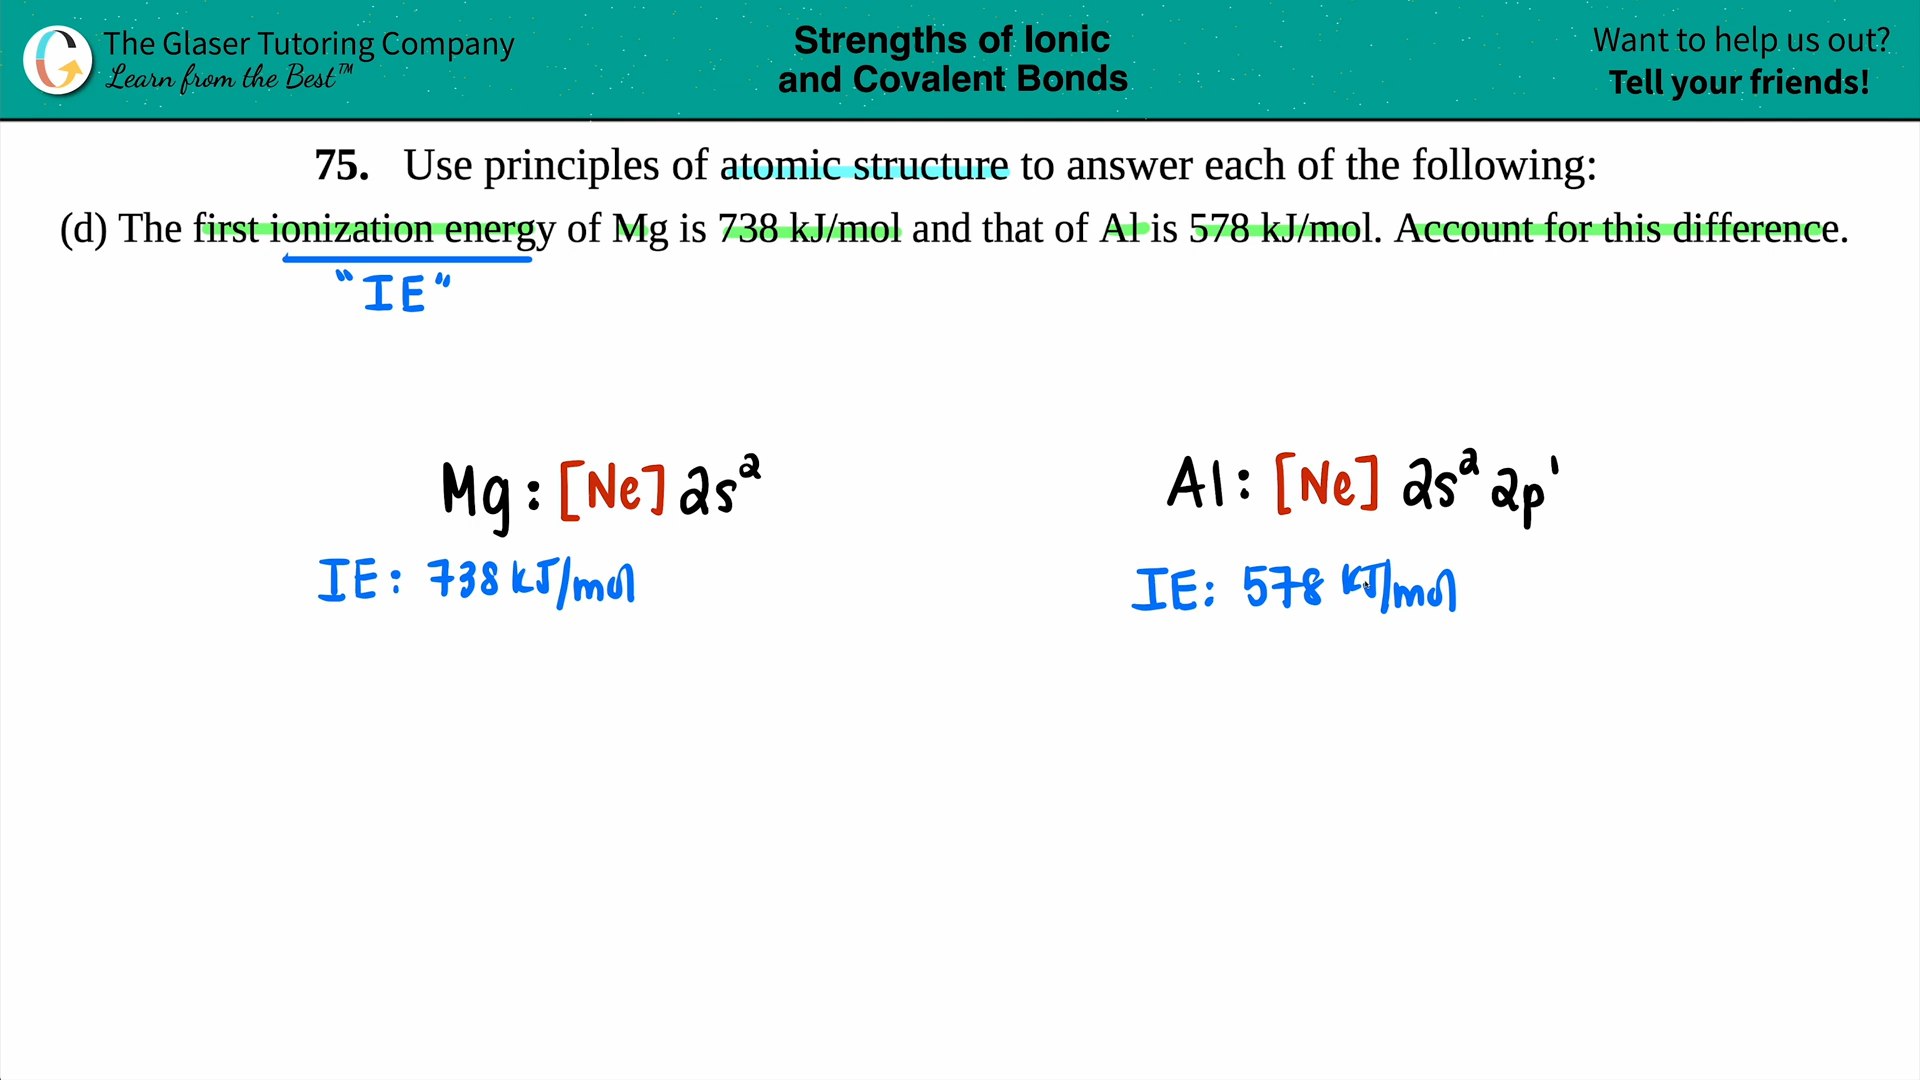 The Glaser Tutoring Company
Learn from the Best™
Strengths of Ionic
and Covalent Bonds
Want to help us out?
Tell your friends!
75. Use principles of atomic structure to answer each of the following:
(d) The first ionization energy of Mg is 738 kJ/mol and that of Al is 578 kJ/mol. Account for this difference.
"IE"
Mg: [Ne] 2s²
Al: [Ne] 2s² 2p¹
IE: 738 kJ/mol
IE: 578 kJ/mol